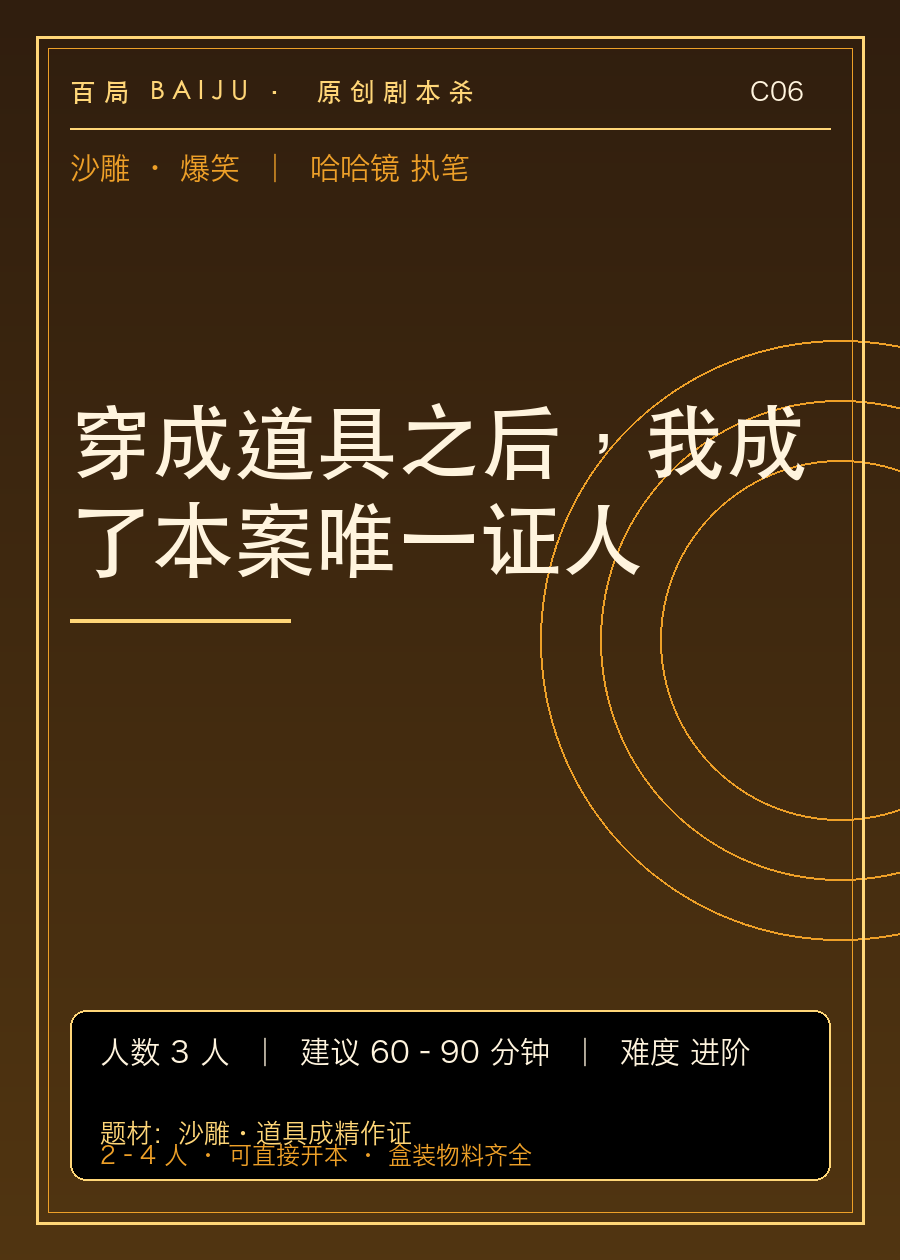 百局 BAIJU · 原创剧本杀 C06
沙雕 · 爆笑 ｜ 哈哈镜 执笔
穿成道具之后，我成
了本案唯一证人
人数 3 人 ｜ 建议 60 - 90 分钟 ｜ 难度 进阶
题材：沙雕·道具成精作证
2 - 4 人 · 可直接开本 · 盒装物料齐全